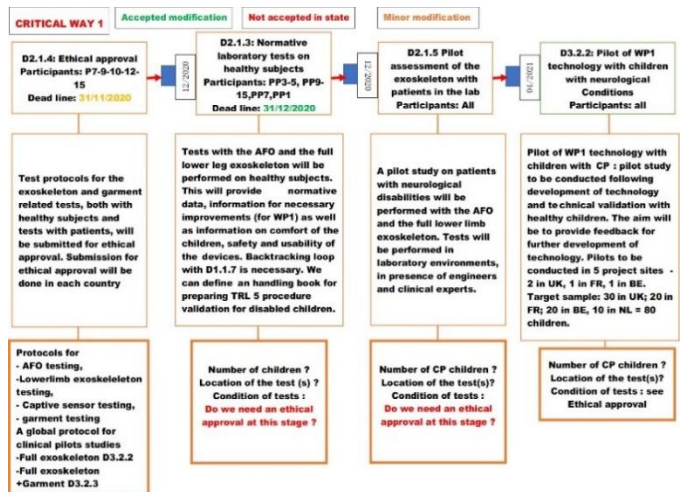 CRITICAL WAY 1
Accepted modification
Not accepted in state
Minor modification
D2.1.4: Ethical approval
Participants: P7-9-10-12-
15
Dead line: 31/11/2020
12/2020
D2.1.3: Normative
laboratory tests on
healthy subjects
Participants: PP3-5, PP9-
15,PP7,PP1
Dead line: 31/12/2020
12/2020
D2.1.5 Pilot
assessment of the
exoskeleton with
patients in the lab
Participants: All
04/2021
D3.2.2: Pilot of WP1
technology with children
with neurological
Conditions
Participants: all
Test protocols for the
exoskeleton and garment
related tests, both with
healthy subjects and
tests with patients, will
be submitted for ethical
approval. Submission for
ethical approval will be
done in each country
Tests with the AFO and the full
lower leg exoskeleton will be
performed on healthy subjects.
This will provide normative
data, information for necessary
improvements (for WP1) as well
as information on comfort of the
children, safety and usability of
the devices. Backtracking loop
with D1.1.7 is necessary. We
can define an handling book for
preparing TRL 5 procedure
validation for disabled children.
A pilot study on patients
with neurological
disabilities will be
performed with the AFO
and the full lower limb
exoskeleton. Tests will be
performed in
laboratory environments,
in presence of engineers
and clinical experts.
Pilot of WP1 technology with
children with CP : pilot study
to be conducted following
development of technology
and technical validation with
healthy children. The aim will
be to provide feedback for
further development of
technology. Pilots to be
conducted in 5 project sites -
2 in UK, 1 in FR, 1 in BE.
Target sample: 30 in UK; 20 in
FR; 20 in BE, 10 in NL = 80
children.
Protocols for
- AFO testing,
-Lowerlimb exoskeleleton
testing,
- Captive sensor testing,
- garment testing
A global protocol for
clinical pilots studies
-Full exoskeleton D3.2.2
-Full exoskeleton
+Garment D3.2.3
Number of children ?
Location of the test (s) ?
Condition of tests :
Do we need an ethical
approval at this stage ?
Number of CP children ?
Location of the test(s)?
Condition of tests :
Do we need an ethical
approval at this stage ?
Number of CP children ?
Location of the test(s)?
Condition of tests: see
Ethical approval